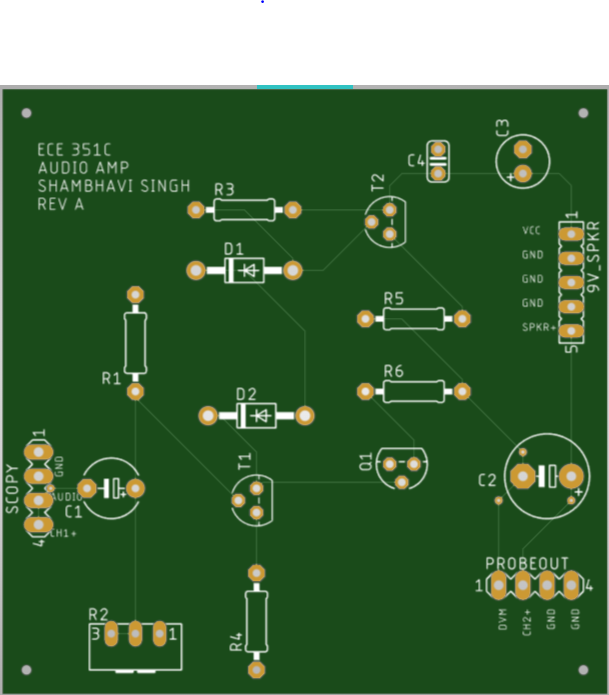 ECE 351C
AUDIO AMP
SHAMBHAVI SINGH
REV A
C3
C4
T2
R3
1
VCC
GND
GND
GND
SPKR+
5
9V_SPKR
D1
R5
R1
R6
D2
1
GND
SCOPY
AUDIO
C1
CH1+
4
T1
Q1
C2
+
+
+
PROBEOUT
1
4
DVM
CH2+
GND
GND
R2
3
1
R4